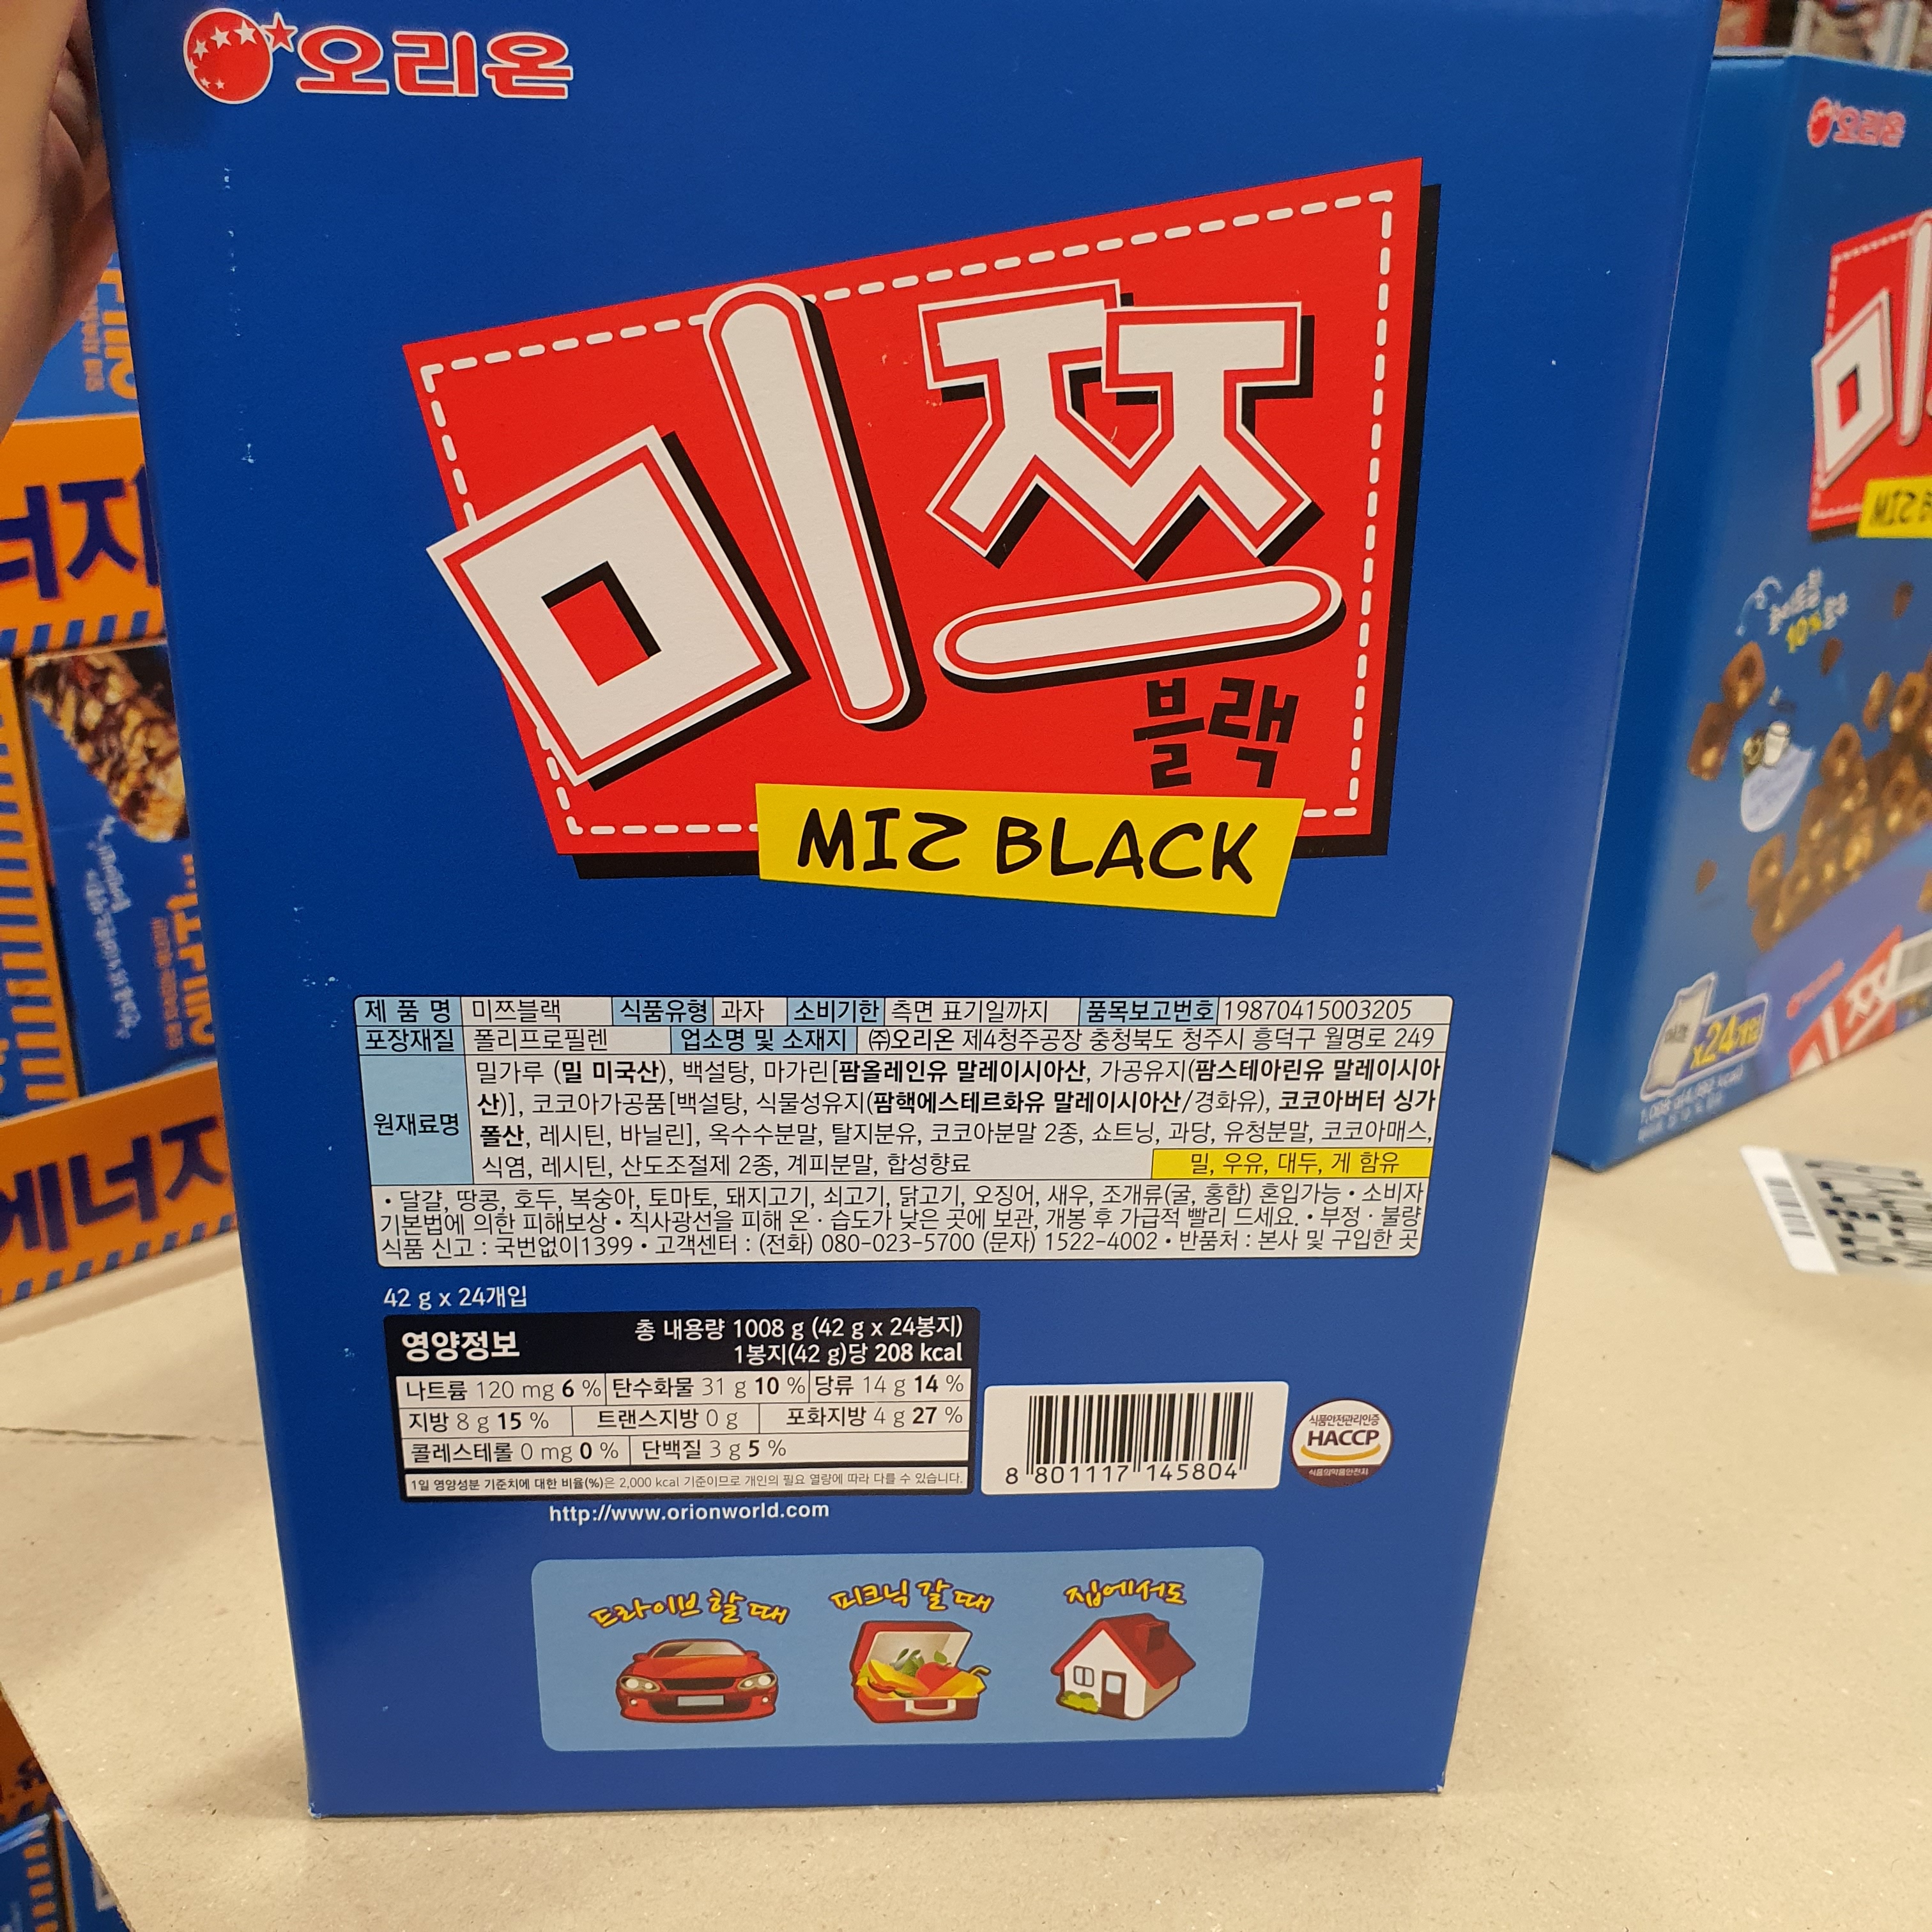 오리온
미쯔
블랙
MIZ BLACK
제 품 명 미쯔블랙 식품유형 과자 소비기한 측면 표기일까지 품목보고번호 19870415003205
포장재질 폴리프로필렌 업소명 및 소재지 ㈜오리온 제4청주공장 충청북도 청주시 흥덕구 월명로 249
원재료명
밀가루 (밀 미국산), 백설탕, 마가린[팜올레인유 말레이시아산, 가공유지(팜스테아린유 말레이시아
산)], 코코아가공품[백설탕, 식물성유지(팜핵에스테르화유 말레이시아산/경화유), 코코아버터 싱가
폴산, 레시틴, 바닐린], 옥수수분말, 탈지분유, 코코아분말 2종, 쇼트닝, 과당, 유청분말, 코코아매스,
식염, 레시틴, 산도조절제 2종, 계피분말, 합성향료 밀, 우유, 대두, 게 함유
• 달걀, 땅콩, 호두, 복숭아, 토마토, 돼지고기, 쇠고기, 닭고기, 오징어, 새우, 조개류(굴, 홍합) 혼입가능 • 소비자
기본법에 의한 피해보상 • 직사광선을 피해 온 · 습도가 낮은 곳에 보관, 개봉 후 가급적 빨리 드세요. • 부정 · 불량
식품 신고 : 국번없이1399 • 고객센터 : (전화) 080-023-5700 (문자) 1522-4002 • 반품처 : 본사 및 구입한 곳
42 g x 24개입
영양정보 총 내용량 1008 g (42 g x 24봉지)
1봉지(42 g)당 208 kcal
나트륨 120 mg 6 % 탄수화물 31 g 10 % 당류 14 g 14 %
지방 8 g 15 % 트랜스지방 0 g 포화지방 4 g 27 %
콜레스테롤 0 mg 0 % 단백질 3 g 5 %
1일 영양성분 기준치에 대한 비율(%)은 2,000 kcal 기준이므로 개인의 필요 열량에 따라 다를 수 있습니다.
8 801117 145804
식품안전관리인증
HACCP
식품의약품안전처
http://www.orionworld.com
드라이브 할 때 피크닉 갈 때 집에서도
오리온
미
MIZ B
10%
x24개입
너지
에너지